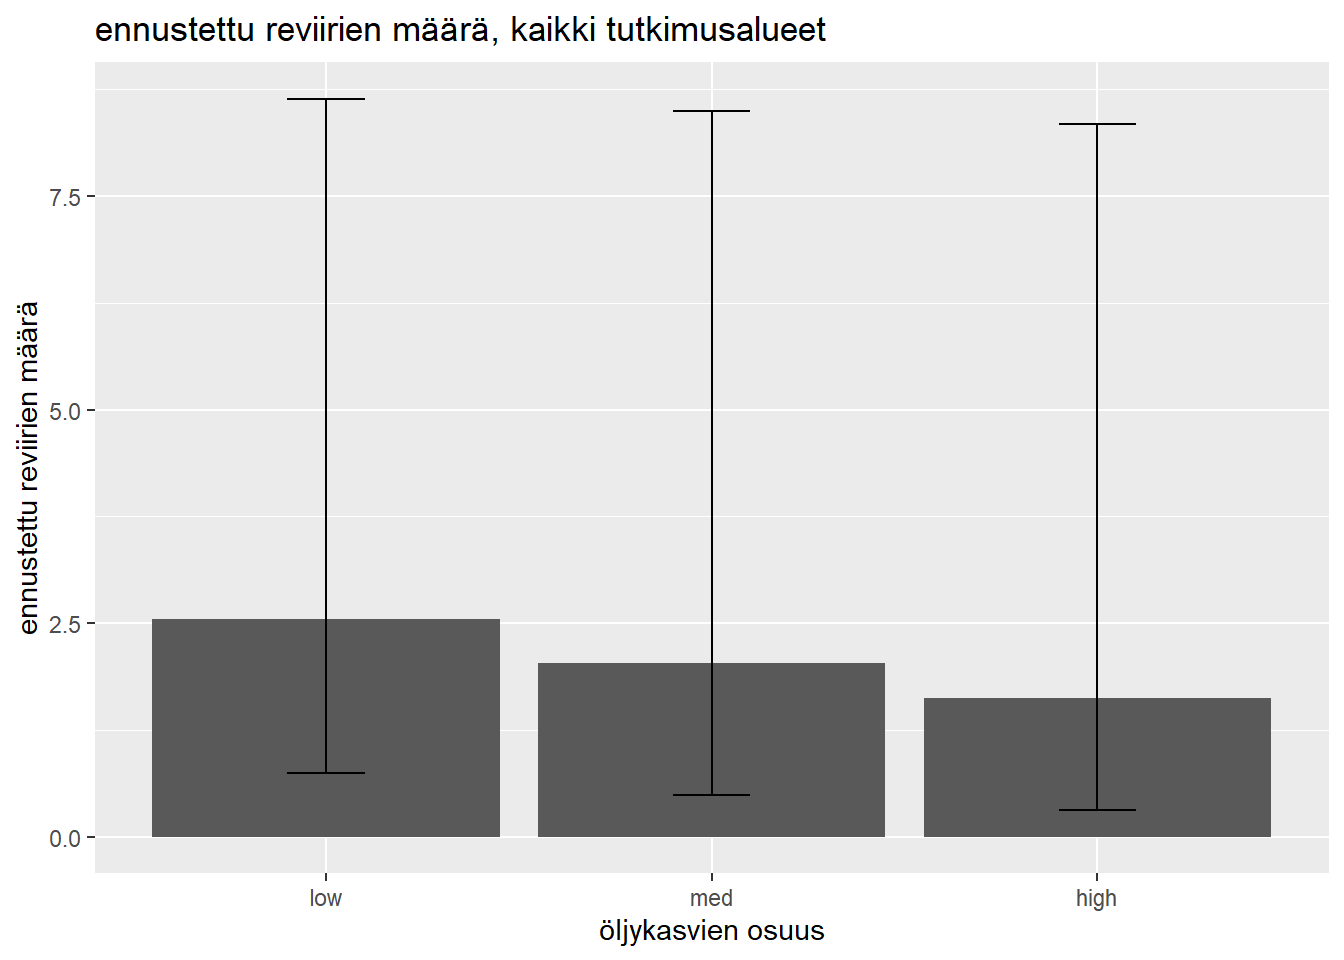 ennustettu reviirien määrä, kaikki tutkimusalueet
ennustettu reviirien määrä
7.5
5.0
2.5
0.0
low
med
high
öljykasvien osuus